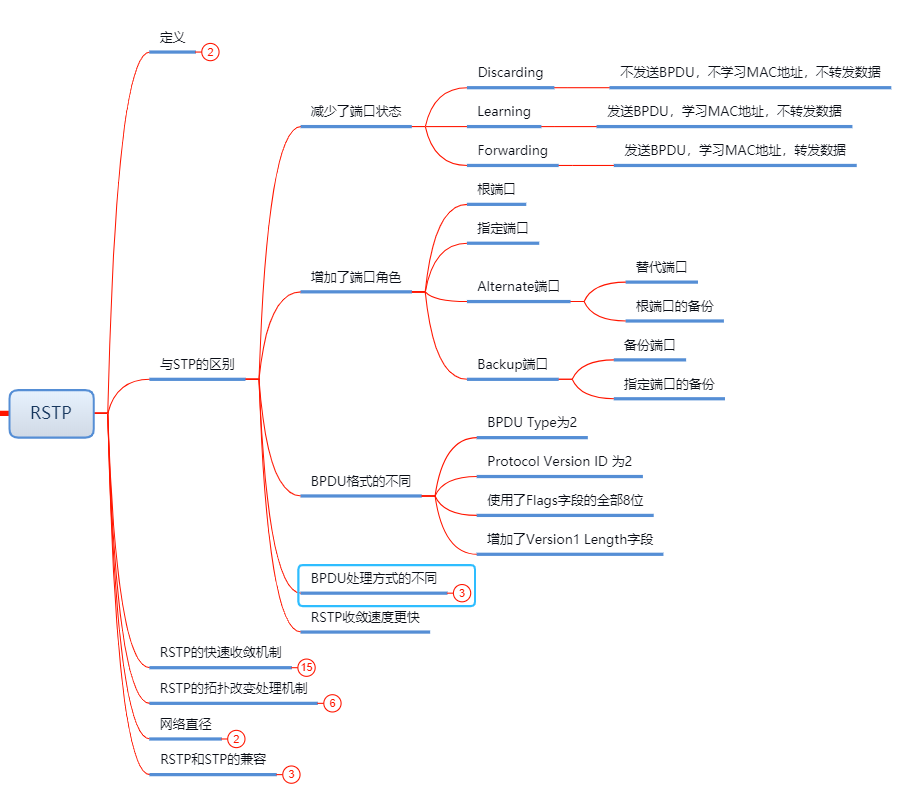 RSTP
定义
2
与STP的区别
减少了端口状态
Discarding
不发送BPDU，不学习MAC地址，不转发数据
Learning
发送BPDU，学习MAC地址，不转发数据
Forwarding
发送BPDU，学习MAC地址，转发数据
增加了端口角色
根端口
指定端口
Alternate端口
替代端口
根端口的备份
Backup端口
备份端口
指定端口的备份
BPDU格式的不同
BPDU Type为2
Protocol Version ID 为2
使用了Flags字段的全部8位
增加了Version1 Length字段
BPDU处理方式的不同
3
RSTP收敛速度更快
RSTP的快速收敛机制
15
RSTP的拓扑改变处理机制
6
网络直径
2
RSTP和STP的兼容
3